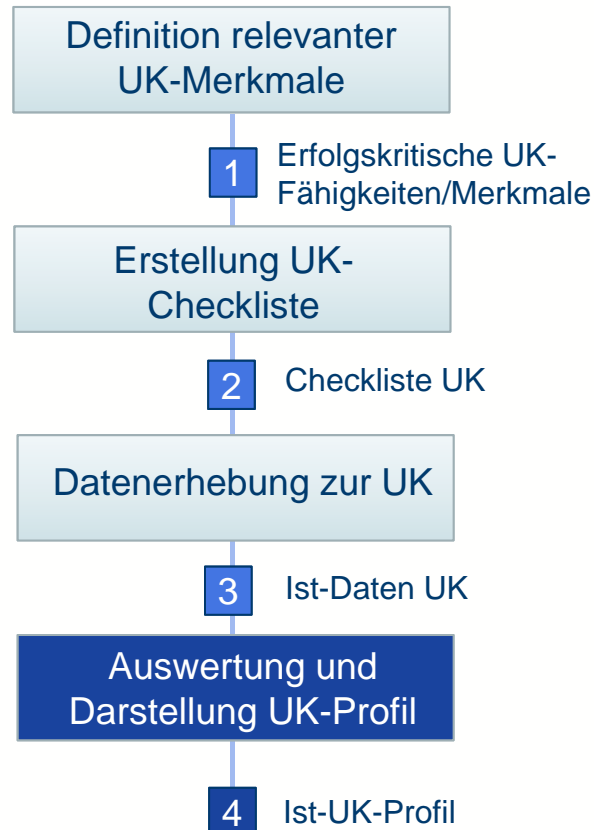 Definition relevanter
UK-Merkmale
1
Erfolgskritische UK-
Fähigkeiten/Merkmale
Erstellung UK-
Checkliste
2
Checkliste UK
Datenerhebung zur UK
3
Ist-Daten UK
Auswertung und
Darstellung UK-Profil
4
Ist-UK-Profil